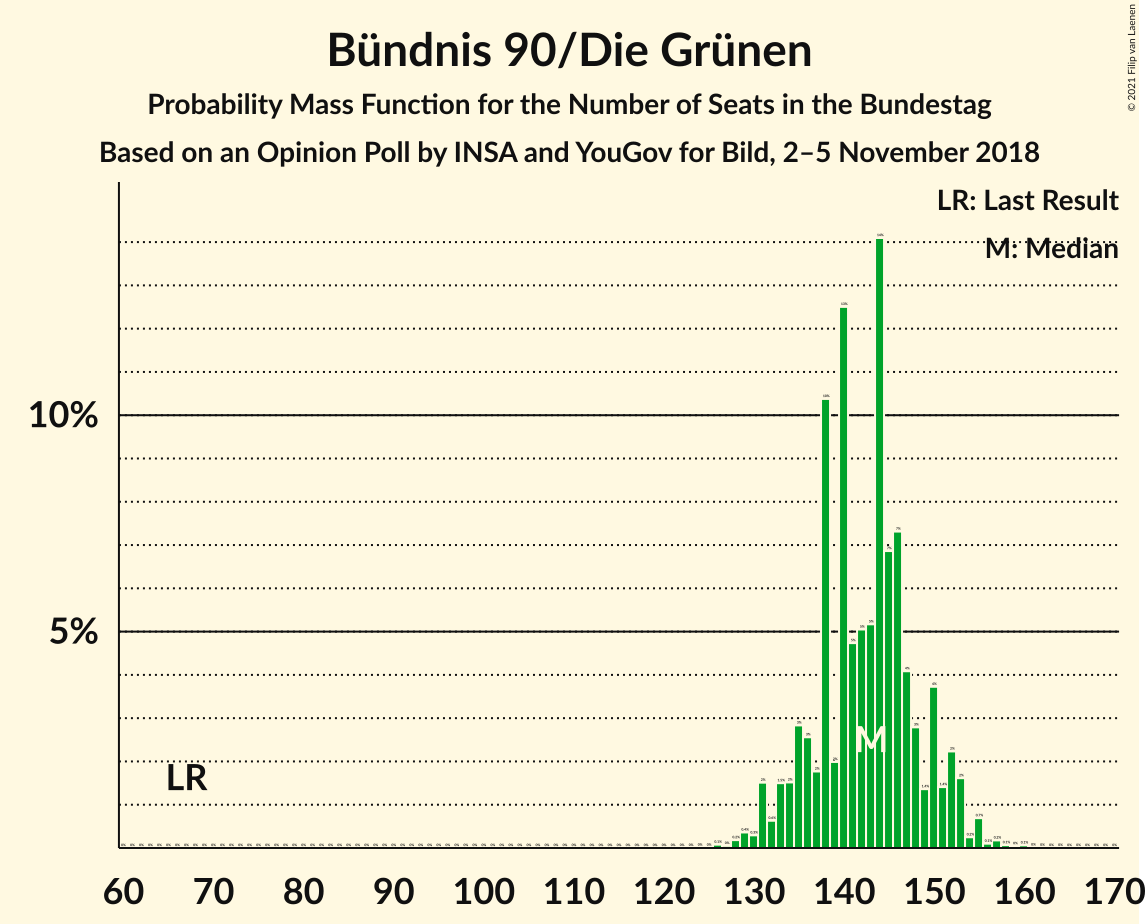 Bündnis 90/Die Grünen
Probability Mass Function for the Number of Seats in the Bundestag
Based on an Opinion Poll by INSA and YouGov for Bild, 2–5 November 2018
© 2021 Filip van Laenen
LR: Last Result
M: Median
10%
5%
LR
M
60 70 80 90 100 110 120 130 140 150 160 170